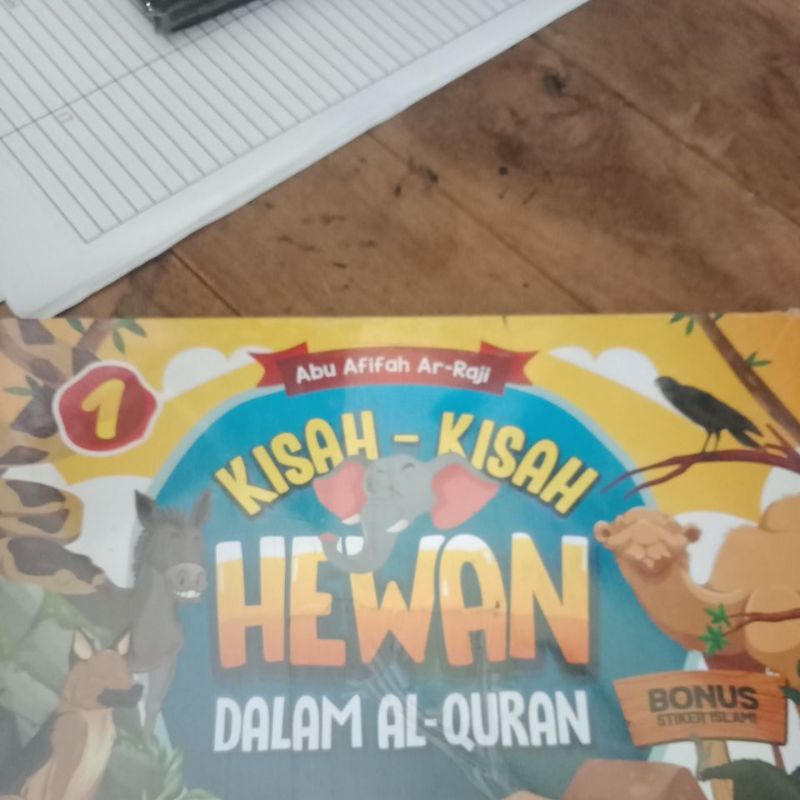 Abu Afifah Ar-Raji
1
KISAH - KISAH
HEWAN
DALAM AL-QURAN
BONUS
STIKER ISLAMI